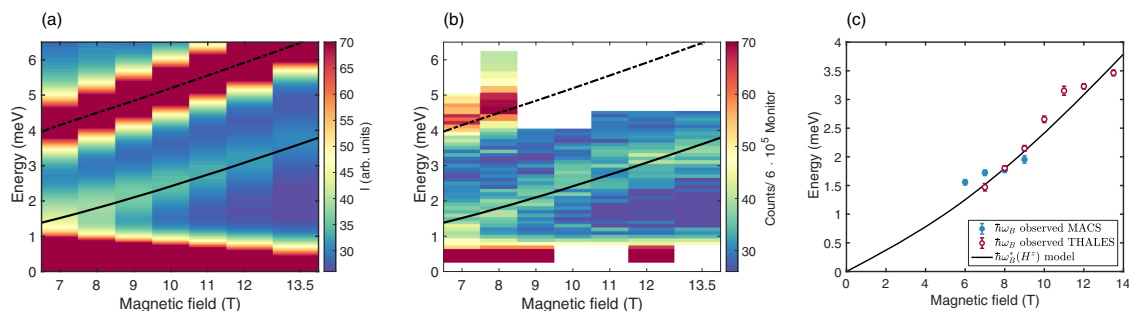 (a)
(b)
(c)
6
5
4
3
2
1
0
Energy (meV)
7 8 9 10 11 12 13.5
Magnetic field (T)
70
65
60
55
50
45
40
35
30
I (arb. units)
6
5
4
3
2
1
0
Energy (meV)
7 8 9 10 11 12 13.5
Magnetic field (T)
70
60
50
40
30
Counts/ 6 · 10⁵ Monitor
4
3.5
3
2.5
2
1.5
1
0.5
0
Energy (meV)
0 2 4 6 8 10 12 14
Magnetic field (T)
ℏω_B observed MACS
ℏω_B observed THALES
ℏω*_B(H^z) model